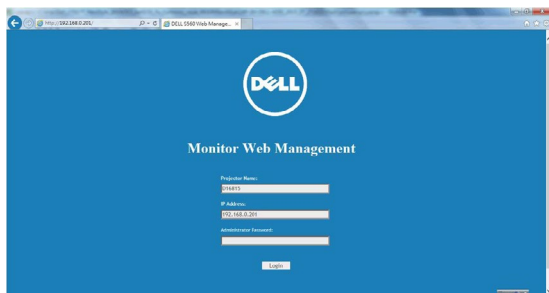 http://192.168.0.201/
DELL S560 Web Manage...
DELL
Monitor Web Management
Projector Name:
IP Address:
192.168.0.201
Administrator Password:
Login